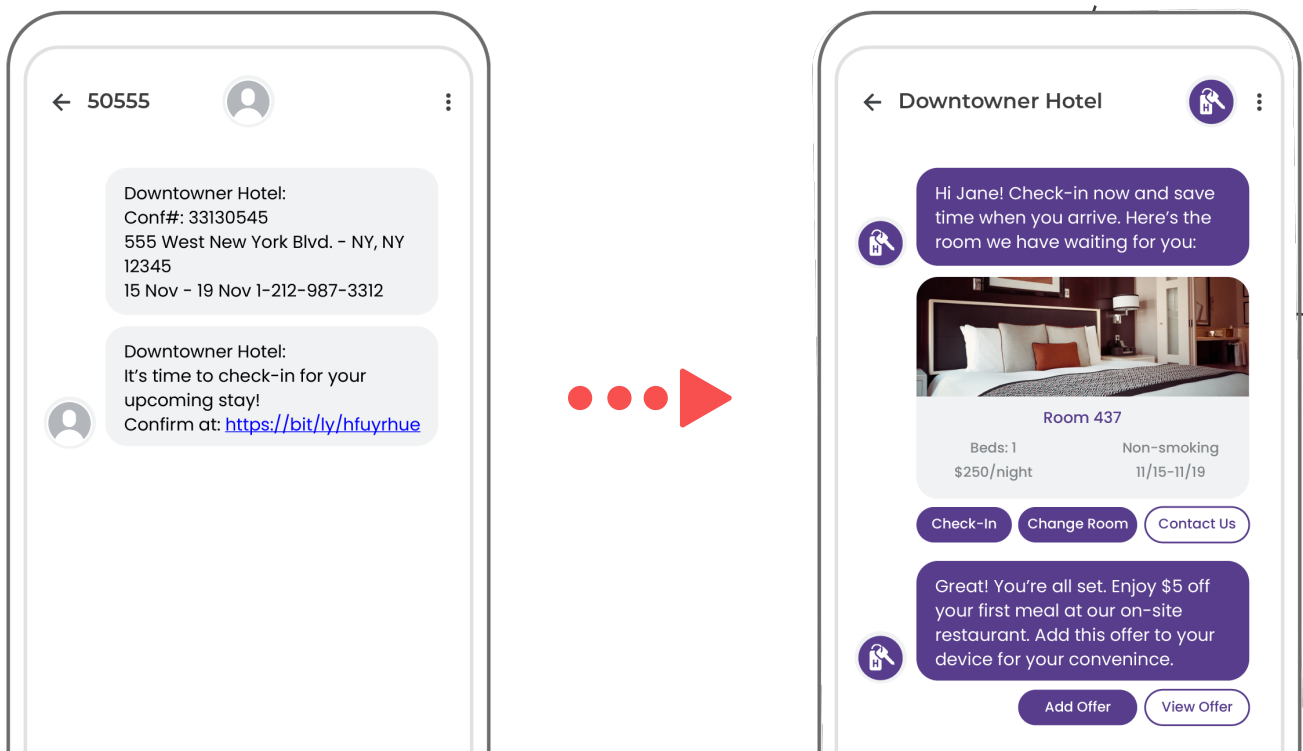 50555
Downtowner Hotel:
Conf#: 33130545
555 West New York Blvd. - NY, NY
12345
15 Nov - 19 Nov 1-212-987-3312
Downtowner Hotel:
It's time to check-in for your
upcoming stay!
Confirm at: https://bit/ly/hfuyrhue
Downtowner Hotel
Hi Jane! Check-in now and save
time when you arrive. Here's the
room we have waiting for you:
Room 437
Beds: 1
Non-smoking
$250/night
11/15-11/19
Check-In
Change Room
Contact Us
Great! You're all set. Enjoy $5 off
your first meal at our on-site
restaurant. Add this offer to your
device for your convenince.
Add Offer
View Offer